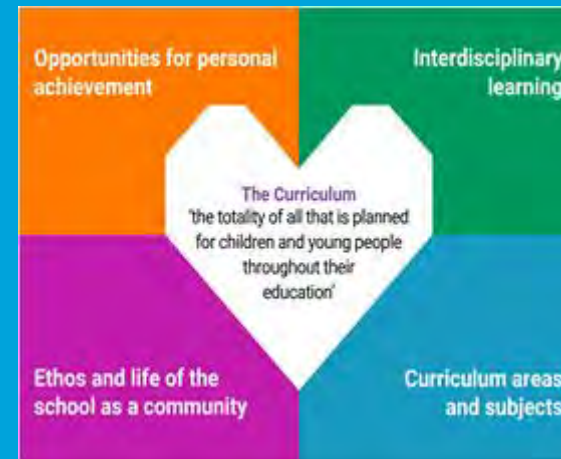 Opportunities for personal
achievement
Interdisciplinary
learning
The Curriculum
'the totality of all that is planned
for children and young people
throughout their
education'
Ethos and life of the
school as a community
Curriculum areas
and subjects